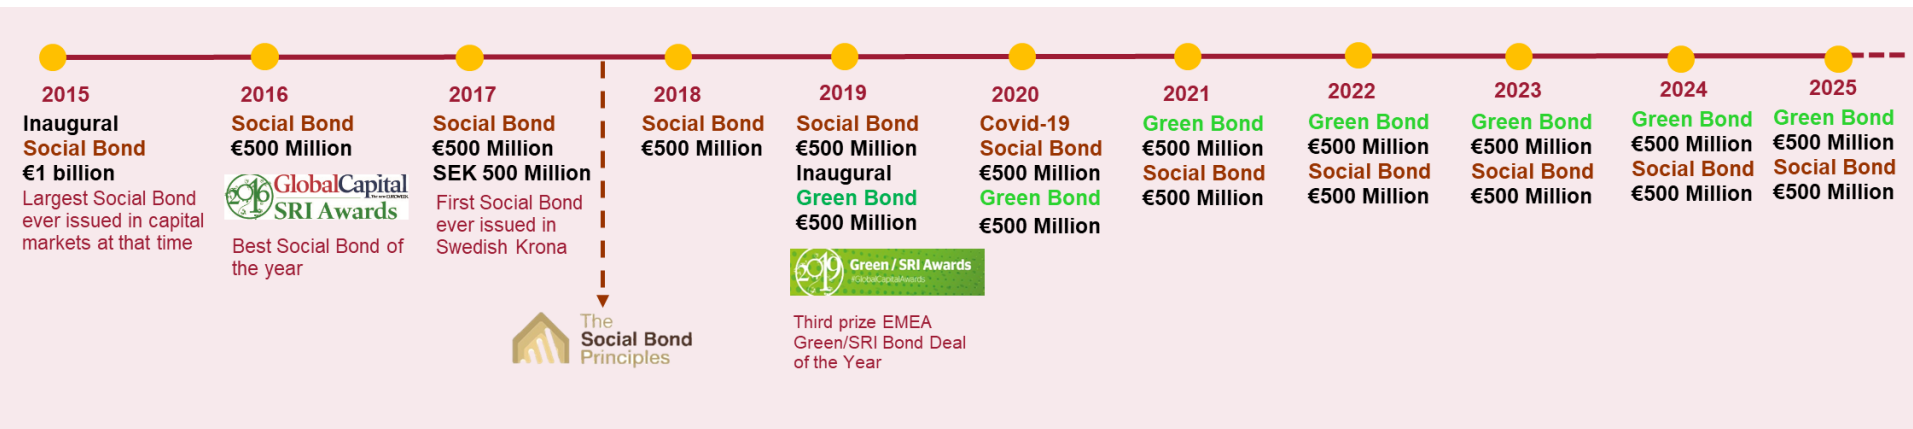 2015
Inaugural
Social Bond
€1 billion
Largest Social Bond
ever issued in capital
markets at that time
2016
Social Bond
€500 Million
2016
GlobalCapital
SRI Awards
Best Social Bond of
the year
2017
Social Bond
€500 Million
SEK 500 Million
First Social Bond
ever issued in
Swedish Krona
The
Social Bond
Principles
2018
Social Bond
€500 Million
2019
Social Bond
€500 Million
Inaugural
Green Bond
€500 Million
2019
Green / SRI Awards
#GlobalCapitalAwards
Third prize EMEA
Green/SRI Bond Deal
of the Year
2020
Covid-19
Social Bond
€500 Million
Green Bond
€500 Million
2021
Green Bond
€500 Million
Social Bond
€500 Million
2022
Green Bond
€500 Million
Social Bond
€500 Million
2023
Green Bond
€500 Million
Social Bond
€500 Million
2024
Green Bond
€500 Million
Social Bond
€500 Million
2025
Green Bond
€500 Million
Social Bond
€500 Million